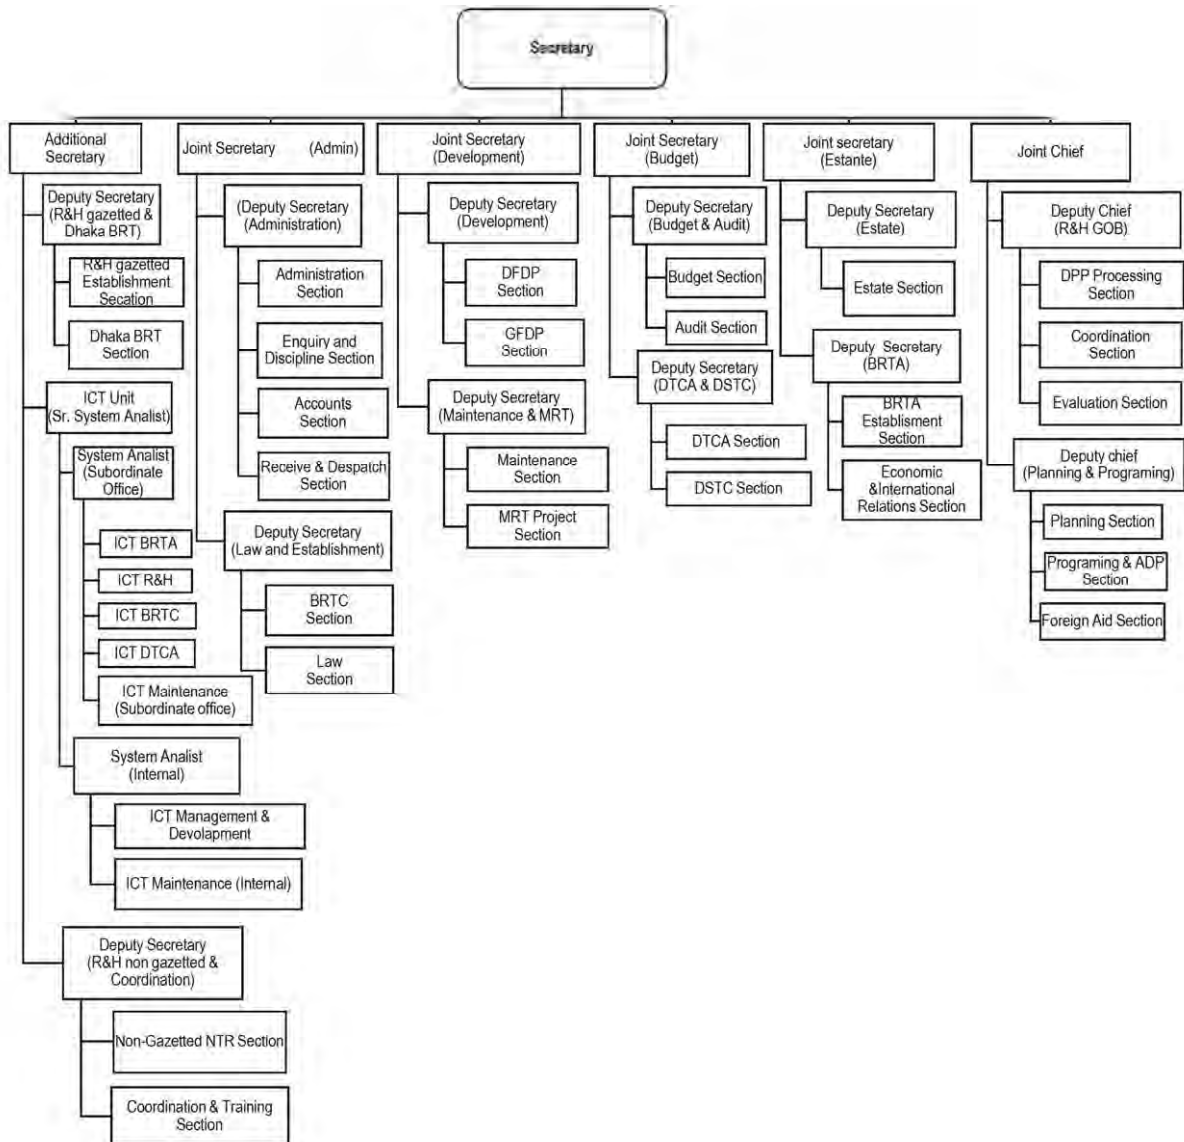 Secretary
Additional
Secretary
Deputy Secretary
(R&H gazetted &
Dhaka BRT)
R&H gazetted
Establishment
Secation
Dhaka BRT
Section
ICT Unit
(Sr. System Analist)
System Analist
(Subordinate
Office)
ICT BRTA
ICT R&H
ICT BRTC
ICT DTCA
ICT Maintenance
(Subordinate office)
System Analist
(Internal)
ICT Management &
Devolapment
ICT Maintenance (Internal)
Deputy Secretary
(R&H non gazetted &
Coordination)
Non-Gazetted NTR Section
Coordination & Training
Section
Joint Secretary (Admin)
(Deputy Secretary
(Administration)
Administration
Section
Enquiry and
Discipline Section
Accounts
Section
Receive & Despatch
Section
Deputy Secretary
(Law and Establishment)
BRTC
Section
Law
Section
Joint Secretary
(Development)
Deputy Secretary
(Development)
DFDP
Section
GFDP
Section
Deputy Secretary
(Maintenance & MRT)
Maintenance
Section
MRT Project
Section
Joint Secretary
(Budget)
Deputy Secretary
(Budget & Audit)
Budget Section
Audit Section
Deputy Secretary
(DTCA & DSTC)
DTCA Section
DSTC Section
Joint secretary
(Estante)
Deputy Secretary
(Estate)
Estate Section
Deputy Secretary
(BRTA)
BRTA
Establisment
Section
Economic
&International
Relations Section
Joint Chief
Deputy Chief
(R&H GOB)
DPP Processing
Section
Coordination
Section
Evaluation Section
Deputy chief
(Planning & Programing)
Planning Section
Programing & ADP
Section
Foreign Aid Section